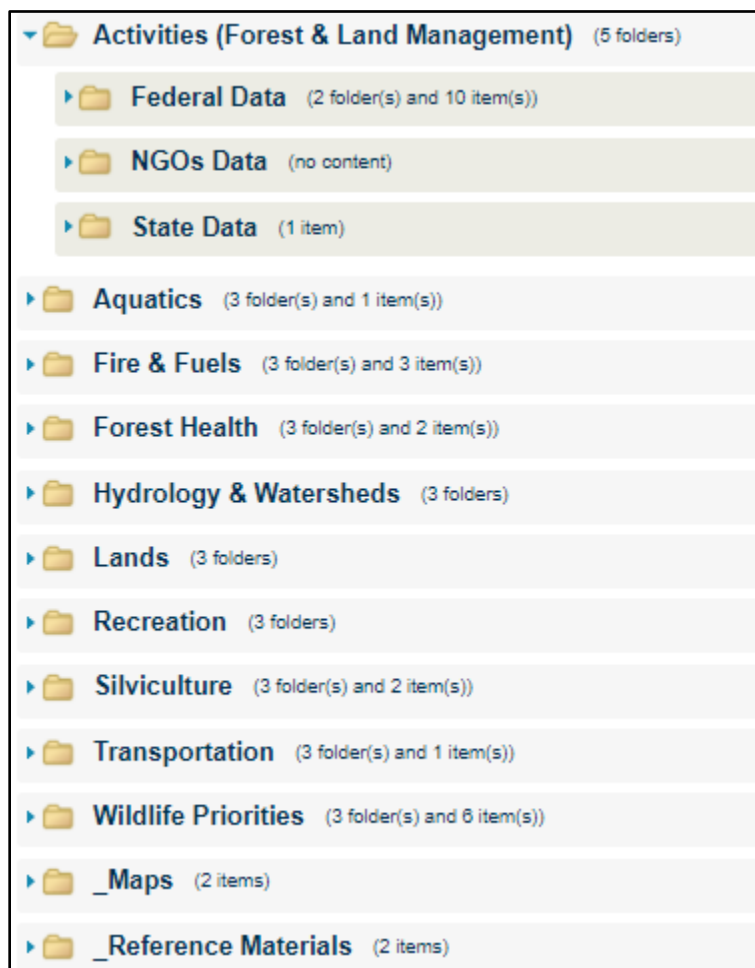 Activities (Forest & Land Management) (5 folders)
Federal Data (2 folder(s) and 10 item(s))
NGOs Data (no content)
State Data (1 item)
Aquatics (3 folder(s) and 1 item(s))
Fire & Fuels (3 folder(s) and 3 item(s))
Forest Health (3 folder(s) and 2 item(s))
Hydrology & Watersheds (3 folders)
Lands (3 folders)
Recreation (3 folders)
Silviculture (3 folder(s) and 2 item(s))
Transportation (3 folder(s) and 1 item(s))
Wildlife Priorities (3 folder(s) and 6 item(s))
_Maps (2 items)
_Reference Materials (2 items)